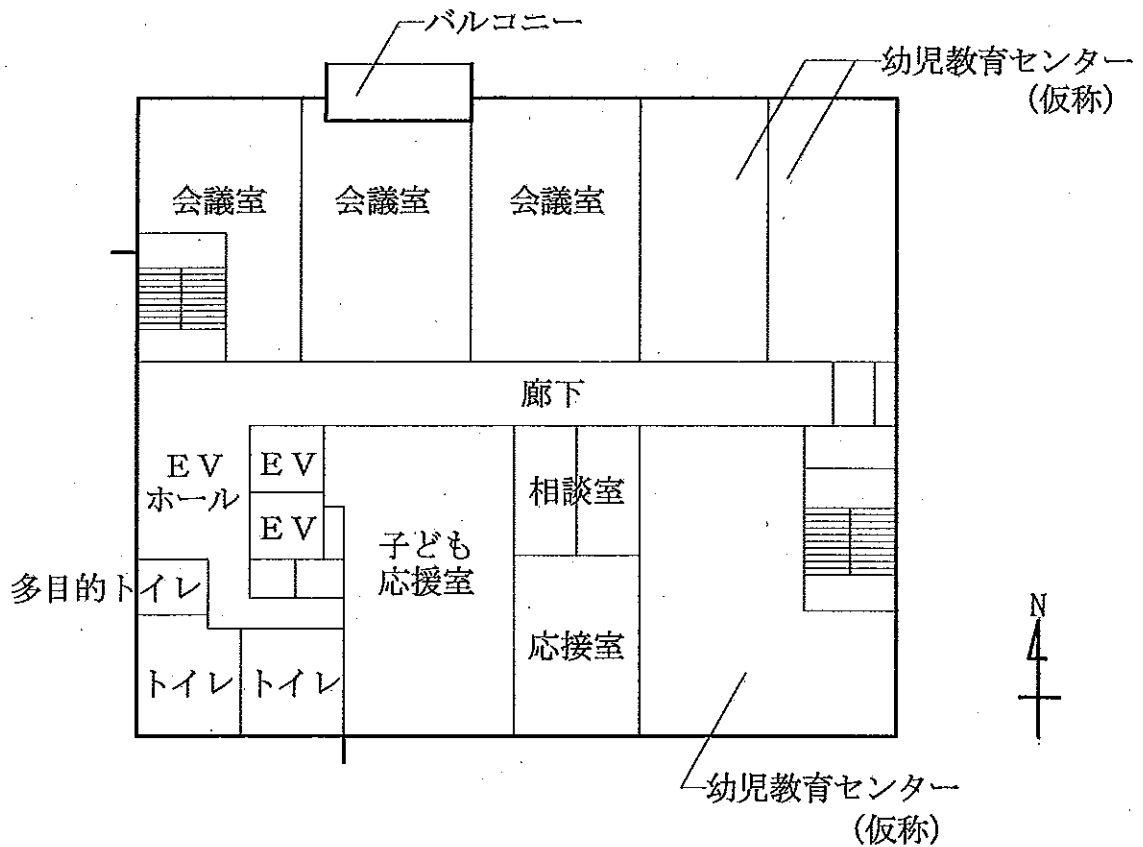 バルコニー
幼児教育センター
(仮称)
会議室
会議室
会議室
廊下
ＥＶ
ホール
ＥＶ
ＥＶ
相談室
子ども
応援室
多目的トイレ
応接室
トイレ
トイレ
N
幼児教育センター
(仮称)